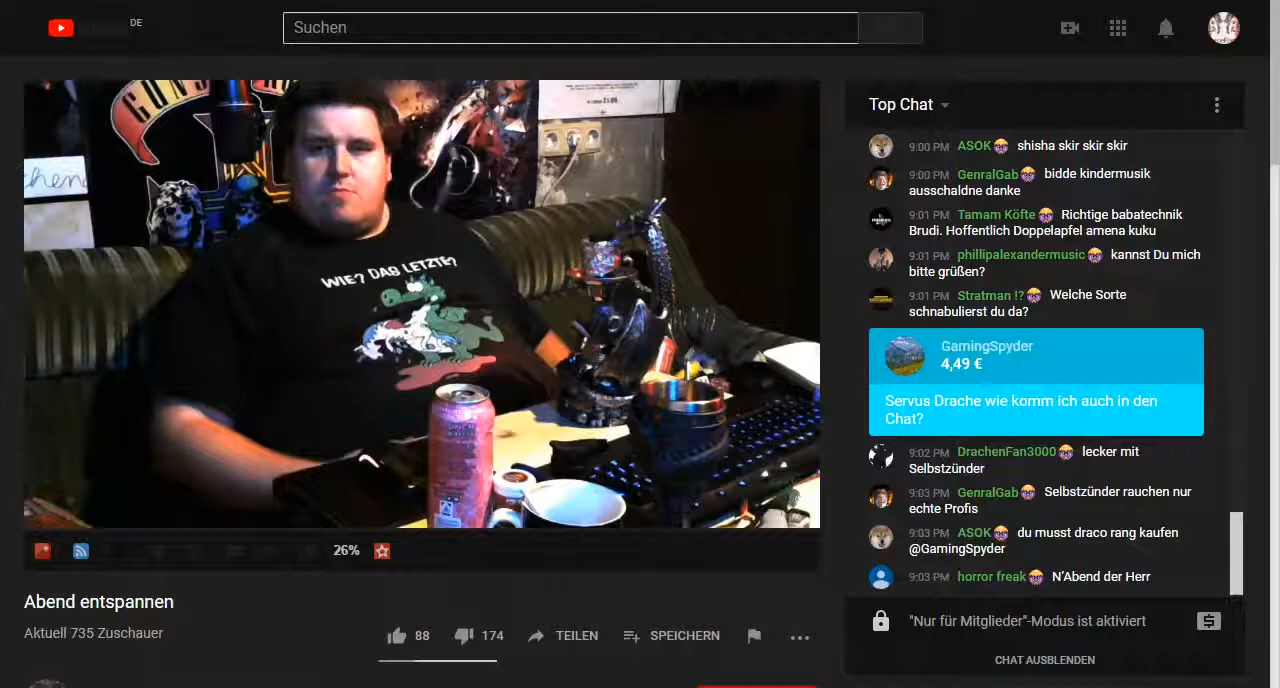 DE
Suchen
GUNS
chend
WIE? DAS LETZTE?
26%
Abend entspannen
Aktuell 735 Zuschauer
88
174
TEILEN
SPEICHERN
Top Chat
9:00 PM ASOK shisha skir skir skir
9:00 PM GenralGab bidde kindermusik
ausschaldne danke
9:01 PM Tamam Köfte Richtige babatechnik
Brudi. Hoffentlich Doppelapfel amena kuku
9:01 PM phillipalexandermusic kannst Du mich
bitte grüßen?
9:01 PM Stratman !? Welche Sorte
schnabulierst du da?
GamingSpyder
4,49 €
Servus Drache wie komm ich auch in den
Chat?
9:02 PM DrachenFan3000 lecker mit
Selbstzünder
9:03 PM GenralGab Selbstzünder rauchen nur
echte Profis
9:03 PM ASOK du musst draco rang kaufen
@GamingSpyder
9:03 PM horror freak N'Abend der Herr
"Nur für Mitglieder"-Modus ist aktiviert
CHAT AUSBLENDEN